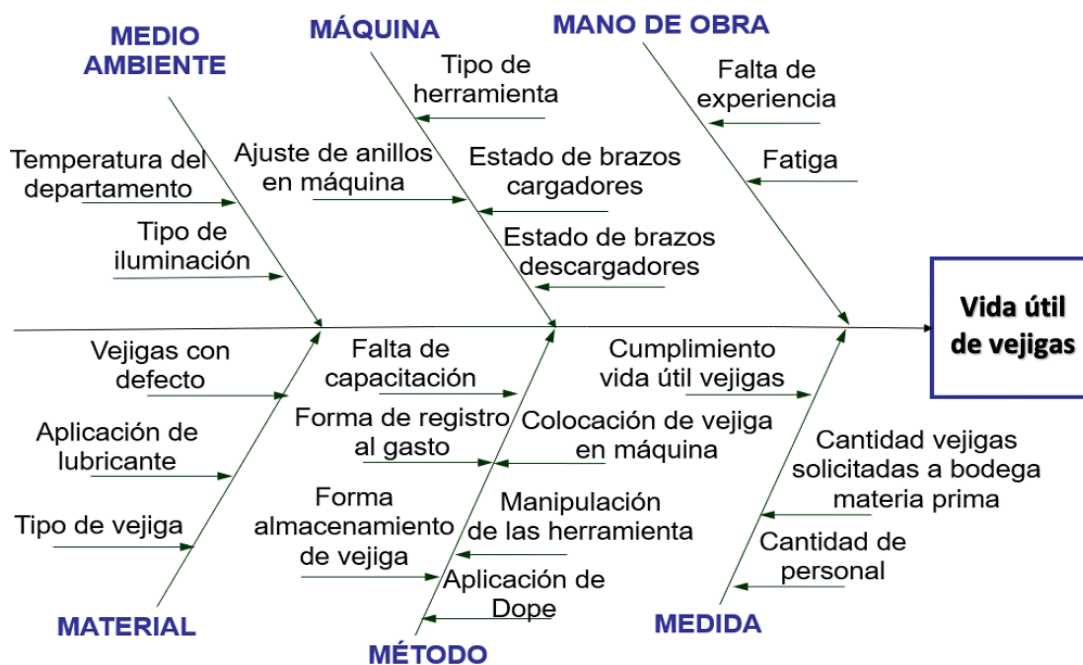 MEDIO
AMBIENTE
MÁQUINA
MANO DE OBRA
Temperatura del
departamento
Tipo de
iluminación
Tipo de
herramienta
Ajuste de anillos
en máquina
Estado de brazos
cargadores
Estado de brazos
descargadores
Falta de
experiencia
Fatiga
Vida útil
de vejigas
Vejigas con
defecto
Aplicación de
lubricante
Tipo de vejiga
MATERIAL
Falta de
capacitación
Forma de registro
al gasto
Colocación de vejiga
en máquina
Forma
almacenamiento
de vejiga
Manipulación
de las herramienta
Aplicación de
Dope
MÉTODO
Cumplimiento
vida útil vejigas
Cantidad vejigas
solicitadas a bodega
materia prima
Cantidad de
personal
MEDIDA